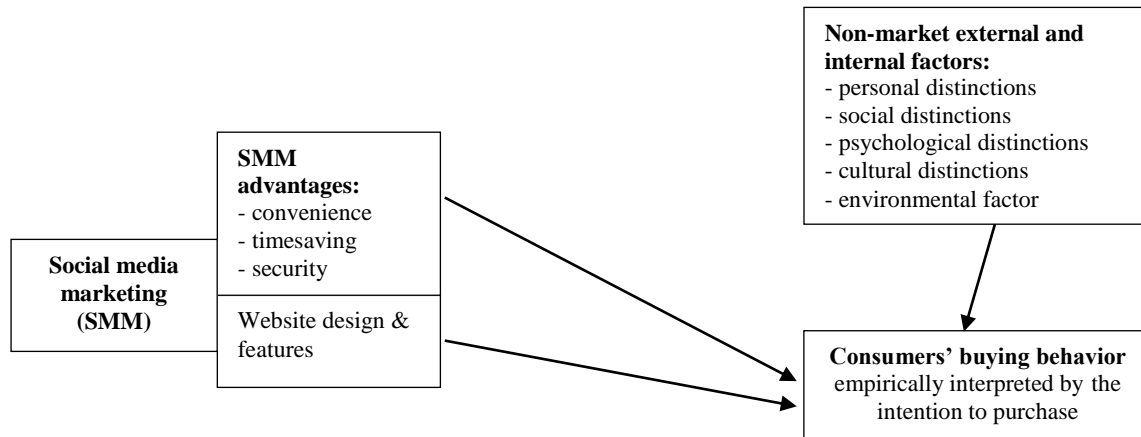 Non-market external and
internal factors:
- personal distinctions
- social distinctions
- psychological distinctions
- cultural distinctions
- environmental factor
SMM
advantages:
- convenience
- timesaving
- security
Social media
marketing
(SMM)
Website design &
features
Consumers’ buying behavior
empirically interpreted by the
intention to purchase